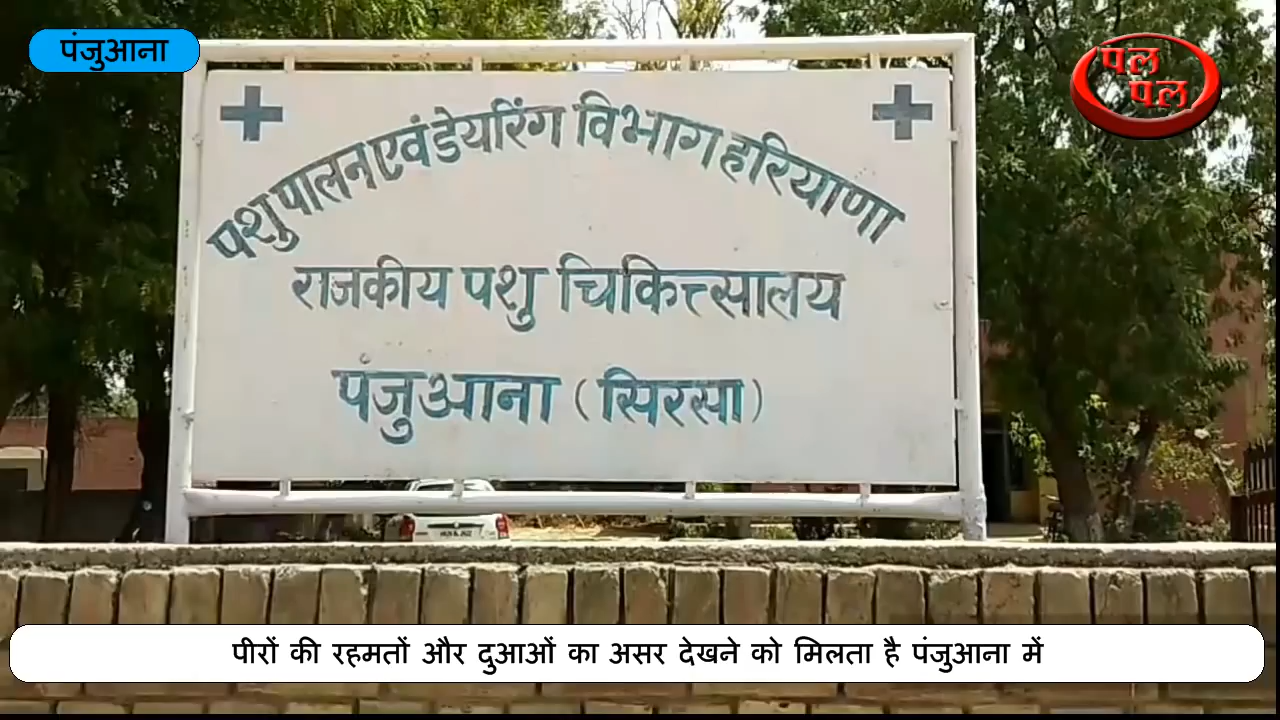 पंजुआना
पल
पल
पशुपालन एवं डेयरिंग विभाग हरियाणा
राजकीय पशु चिकित्त्सालय
पंजुआना (सिरसा)
पीरों की रहमतों और दुआओं का असर देखने को मिलता है पंजुआना में